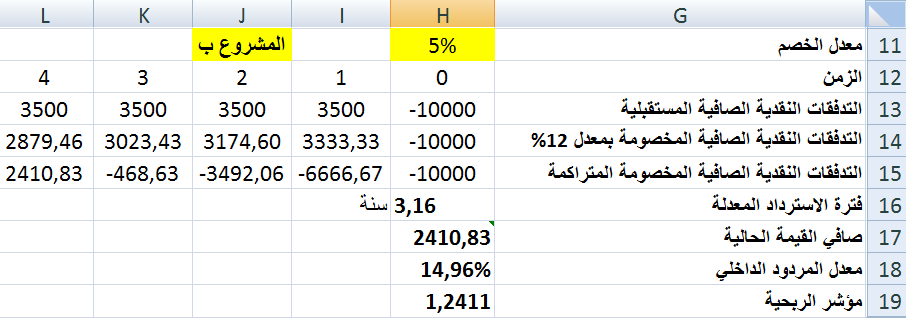 L K J I H G
المشروع ب 5% معدل الخصم 11
4 3 2 1 0 الزمن 12
3500 3500 3500 3500 -10000 التدفقات النقدية الصافية المستقبلية 13
2879,46 3023,43 3174,60 3333,33 -10000 التدفقات النقدية الصافية المخصومة بمعدل 12% 14
2410,83 -468,63 -3492,06 -6666,67 -10000 التدفقات النقدية الصافية المخصومة المتراكمة 15
سنة 3,16 فترة الاسترداد المعدلة 16
2410,83 صافي القيمة الحالية 17
14,96% معدل المردود الداخلي 18
1,2411 مؤشر الربحية 19